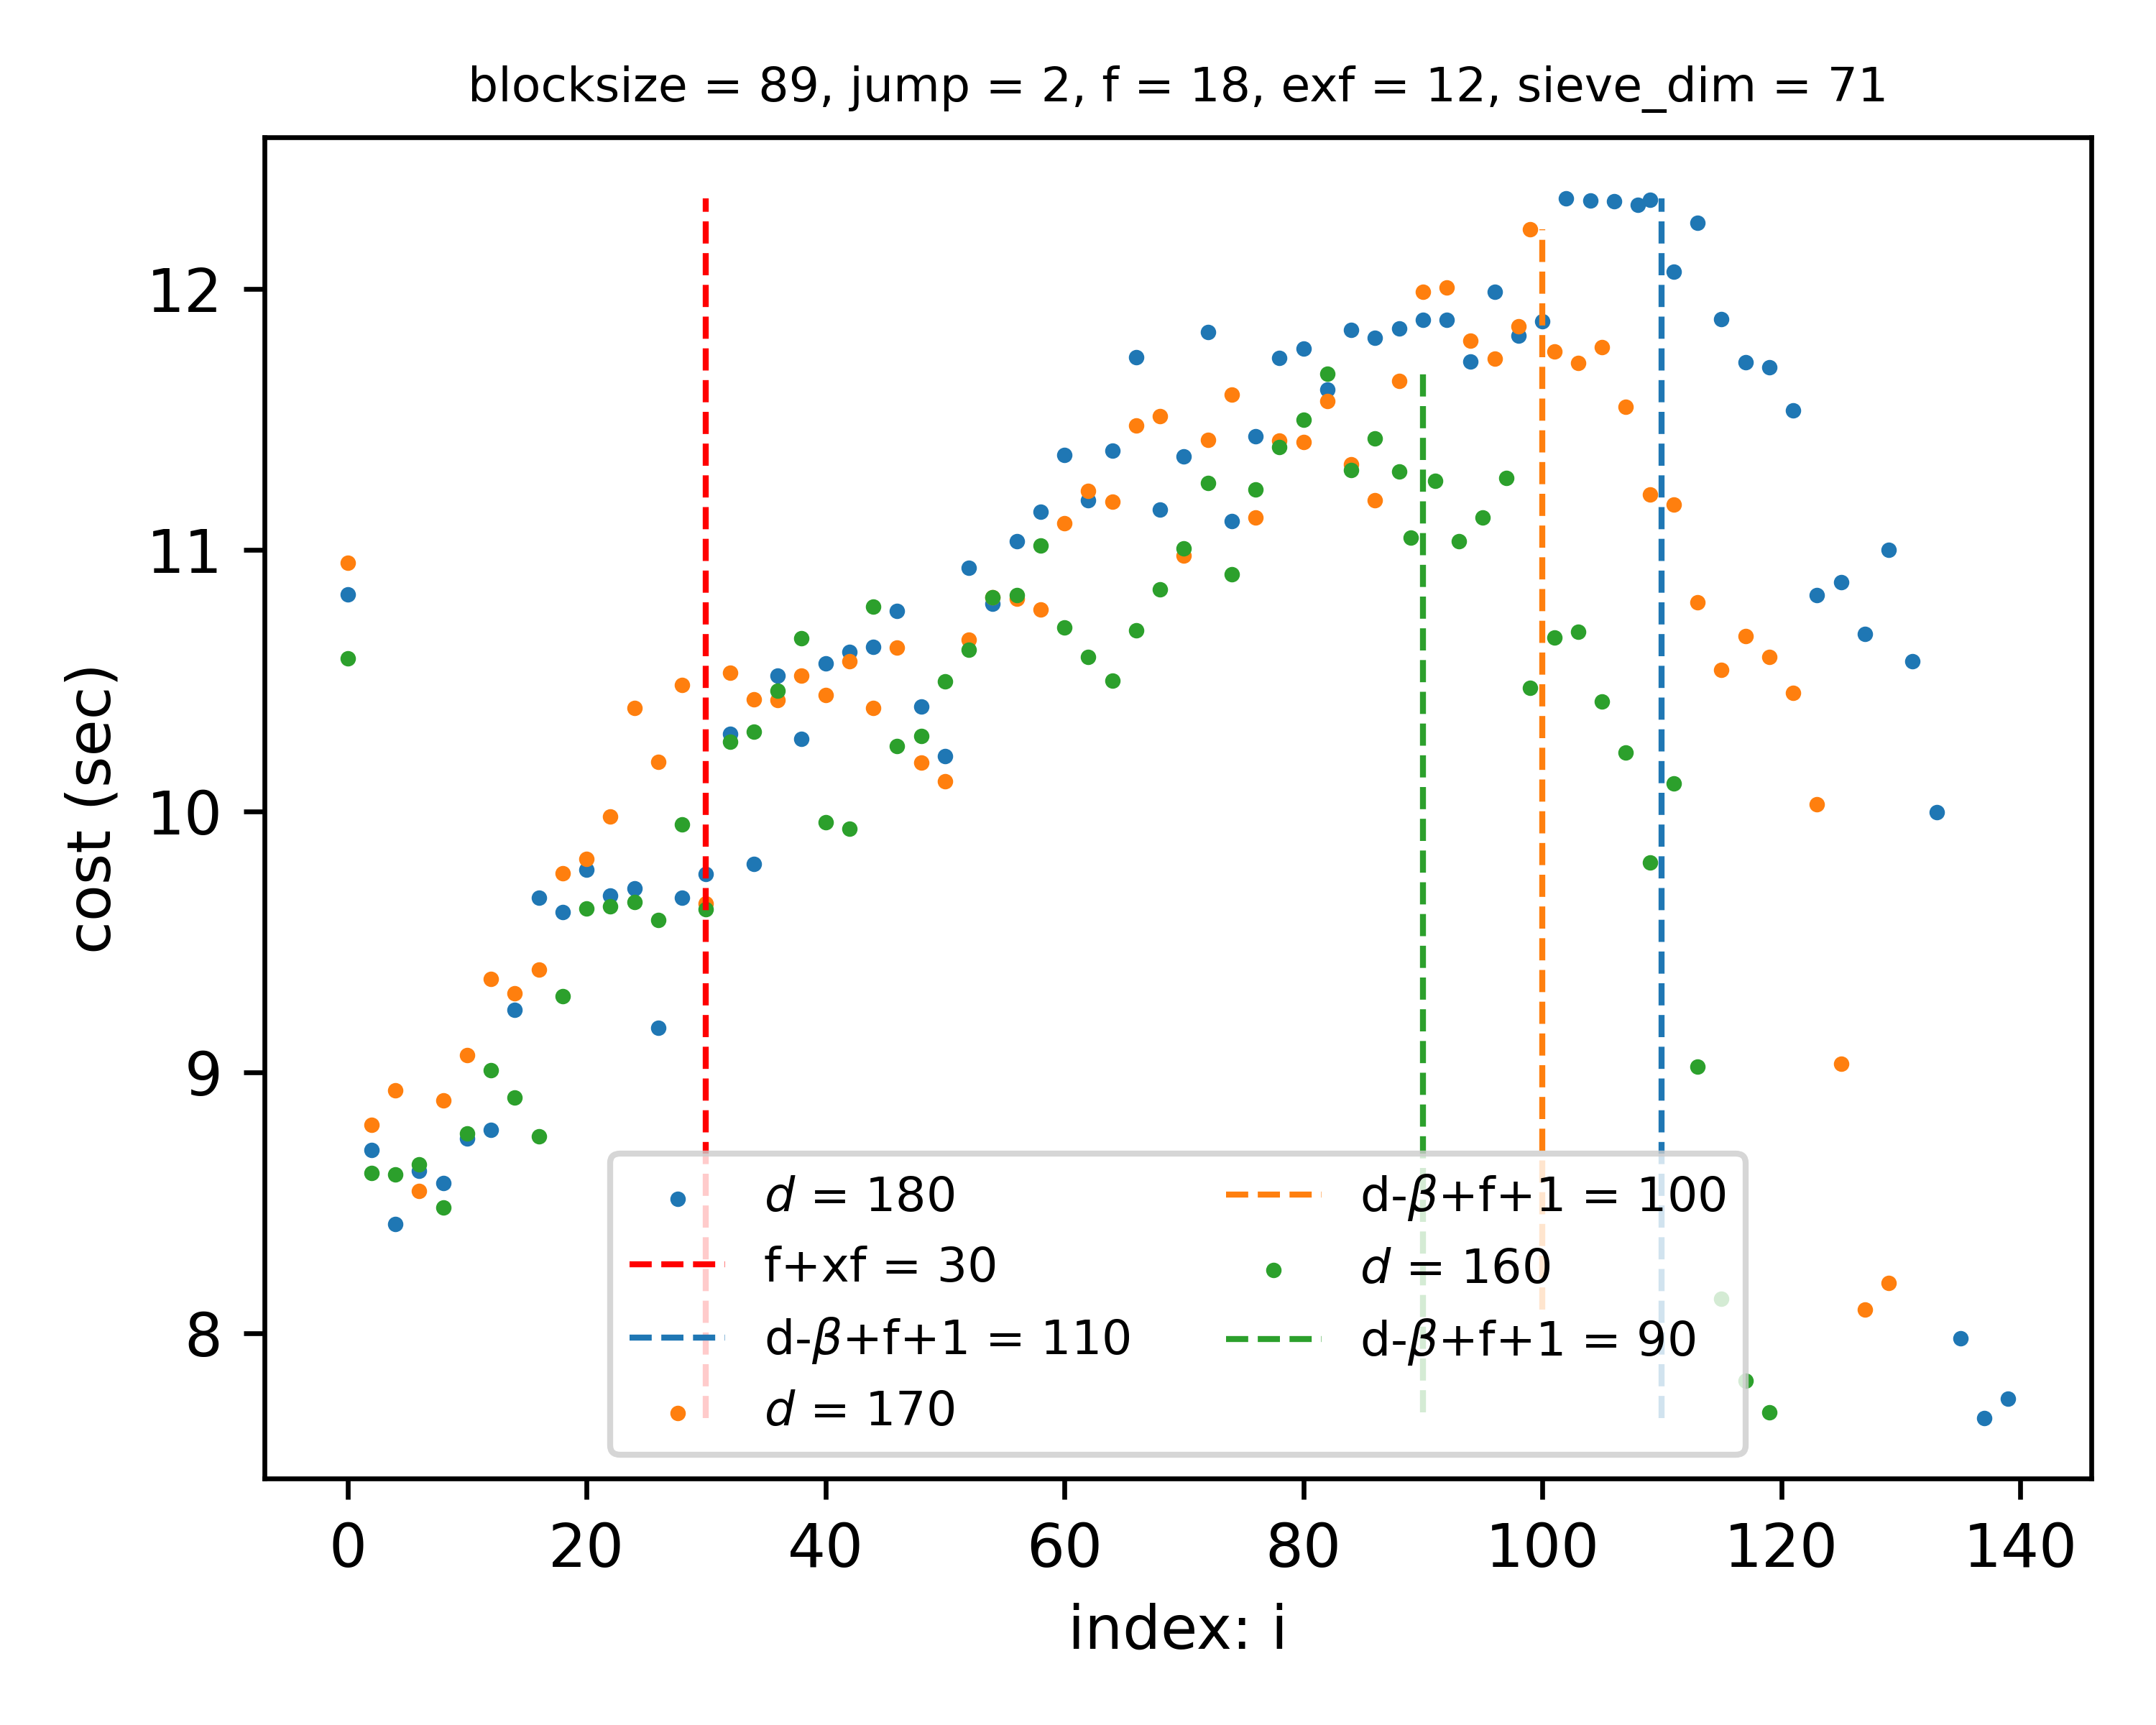 blocksize = 89, jump = 2, f = 18, exf = 12, sieve_dim = 71
cost (sec)
12
11
10
9
8
d = 180
f+xf = 30
d-β+f+1 = 110
d = 170
d-β+f+1 = 100
d = 160
d-β+f+1 = 90
0 20 40 60 80 100 120 140
index: i